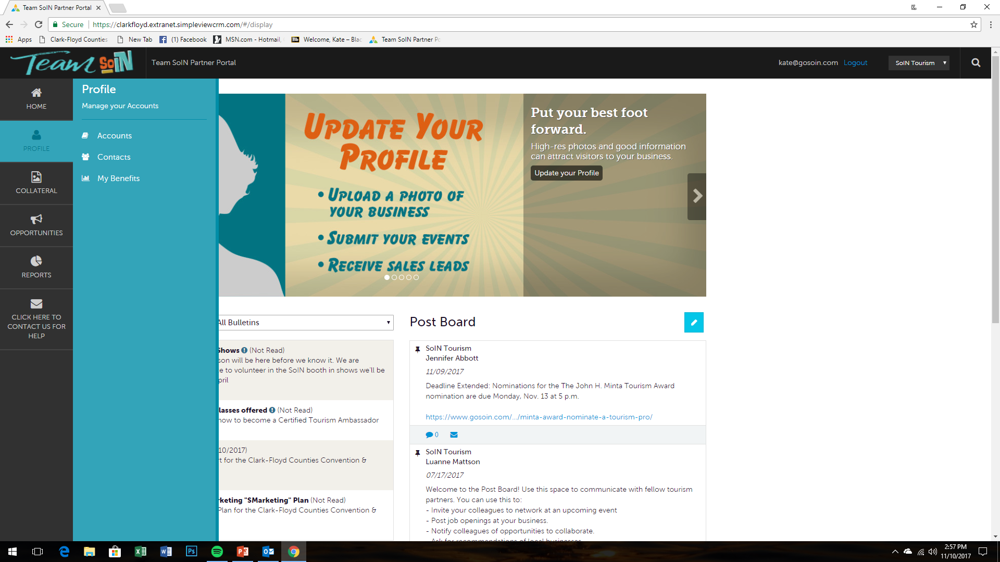 Team SoIN Partner Portal
Secure
https://clarkfloyd.extranet.simpleviewcrm.com/#/display
Apps
Clark-Floyd Counties
New Tab
(1) Facebook
MSN.com - Hotmail,
Bb
Welcome, Kate – Blac
Team SoIN Partner Po
Team SoIN
Team SoIN Partner Portal
kate@gosoin.com Logout
SoIN Tourism
HOME
PROFILE
COLLATERAL
OPPORTUNITIES
REPORTS
CLICK HERE TO
CONTACT US FOR
HELP
Profile
Manage your Accounts
Accounts
Contacts
My Benefits
UPDATE YOUR
PROFILE
• UPLOAD A PHOTO OF
YOUR BUSINESS
• SUBMIT YOUR EVENTS
• RECEIVE SALES LEADS
Put your best foot
forward.
High-res photos and good information
can attract visitors to your business.
Update your Profile
All Bulletins
Shows (Not Read)
son will be here before we know it. We are
e to volunteer in the SoIN booth in shows we'll be
pril
lasses offered (Not Read)
how to become a Certified Tourism Ambassador
10/2017)
rt for the Clark-Floyd Counties Convention &
rketing "SMarketing" Plan (Not Read)
Plan for the Clark-Floyd Counties Convention &
Post Board
SoIN Tourism
Jennifer Abbott
11/09/2017
Deadline Extended: Nominations for the The John H. Minta Tourism Award
nomination are due Monday, Nov. 13 at 5 p.m.
https://www.gosoin.com/.../minta-award-nominate-a-tourism-pro/
0
SoIN Tourism
Luanne Mattson
07/17/2017
Welcome to the Post Board! Use this space to communicate with fellow tourism
partners. You can use this to:
- Invite your colleagues to network at an upcoming event
- Post job openings at your business.
- Notify colleagues of opportunities to collaborate.
- Ask for recommendations of local businesses
2:57 PM
11/10/2017